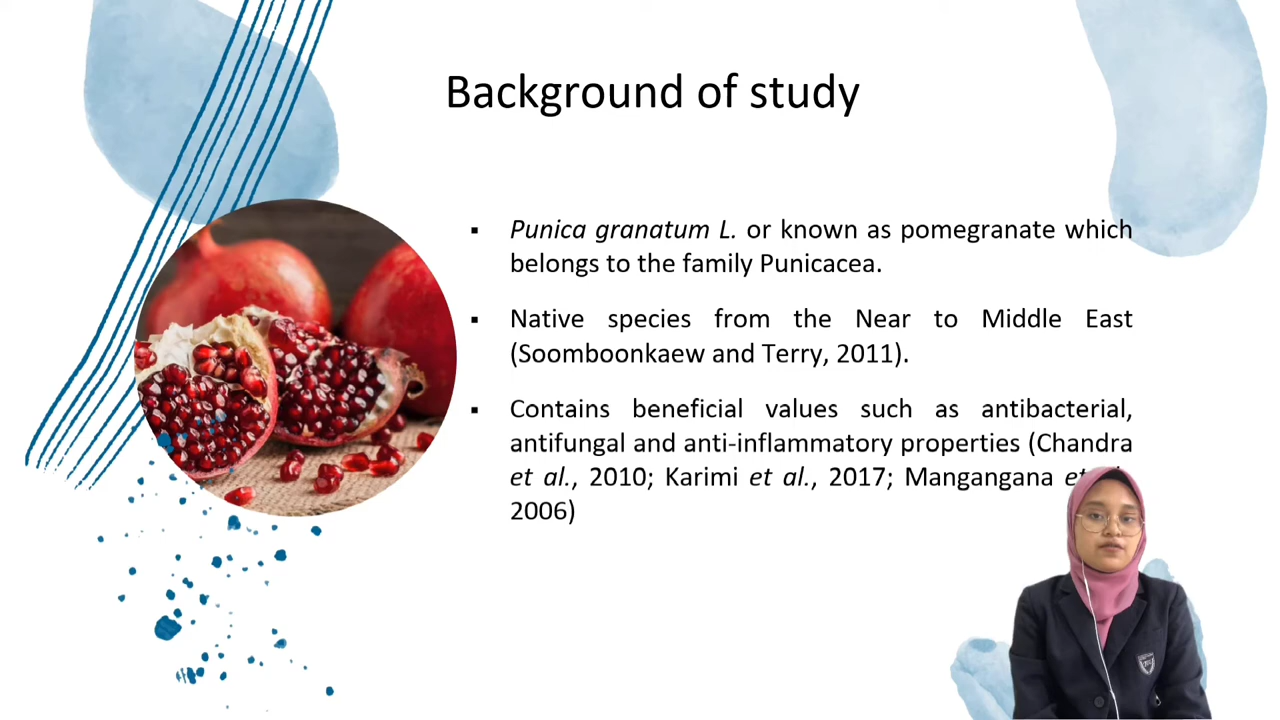 Background of study
▪ Punica granatum L. or known as pomegranate which
belongs to the family Punicacea.
▪ Native species from the Near to Middle East
(Soomboonkaew and Terry, 2011).
▪ Contains beneficial values such as antibacterial,
antifungal and anti-inflammatory properties (Chandra
et al., 2010; Karimi et al., 2017; Mangangana
2006)